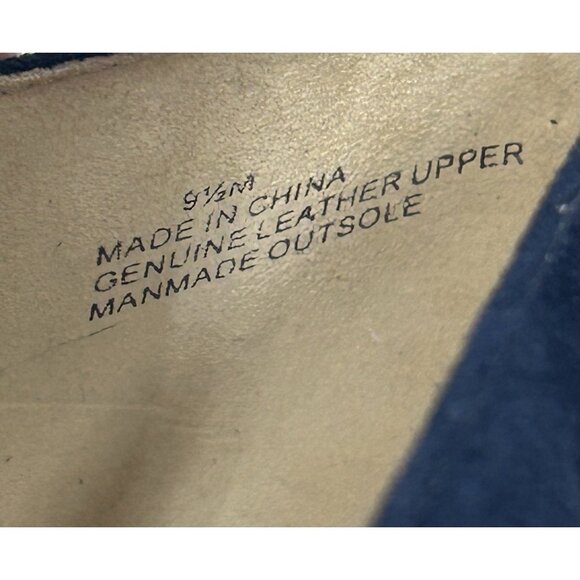 9½M
MADE IN CHINA
GENUINE LEATHER UPPER
MANMADE OUTSOLE